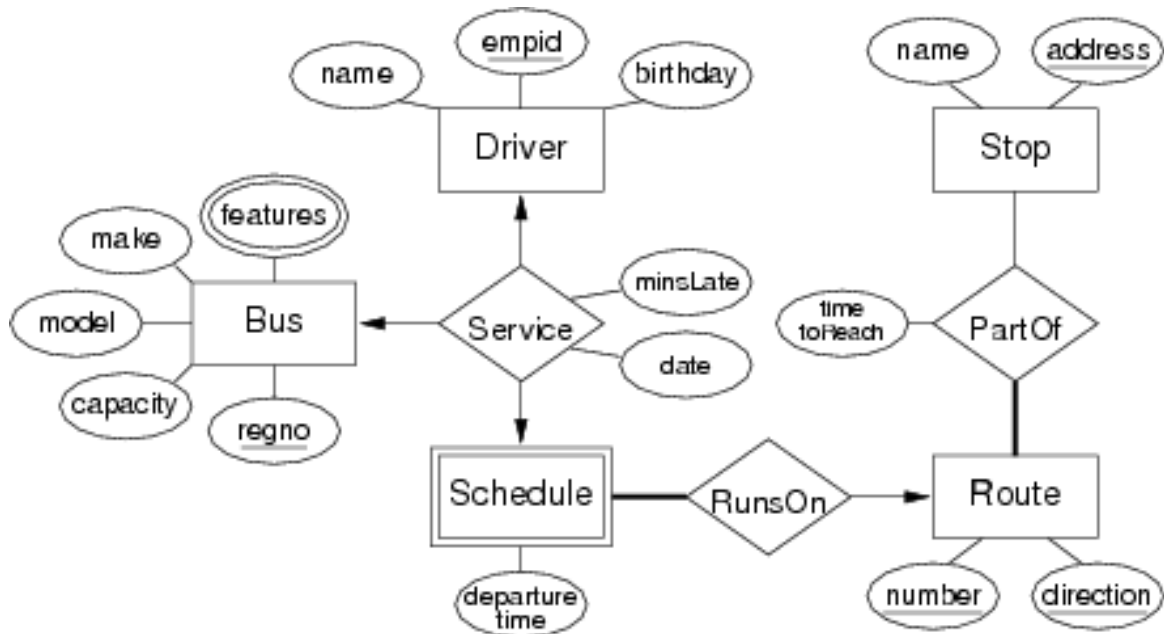 empid
name
address
name
birthday
Driver
Stop
features
make
minsLate
model
Bus
Service
time
toReach
PartOf
date
capacity
regno
Schedule
RunsOn
Route
departure
time
number
direction